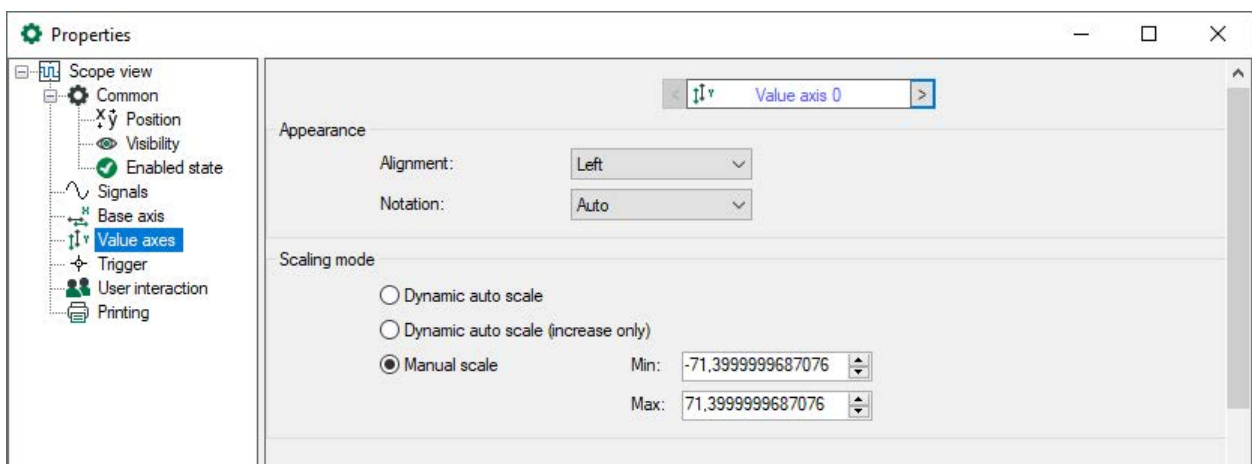 Properties
Scope view
Common
Position
Visibility
Enabled state
Signals
Base axis
Value axes
Trigger
User interaction
Printing
< Value axis 0 >
Appearance
Alignment: Left
Notation: Auto
Scaling mode
Dynamic auto scale
Dynamic auto scale (increase only)
Manual scale Min: -71,3999999687076
Max: 71,3999999687076